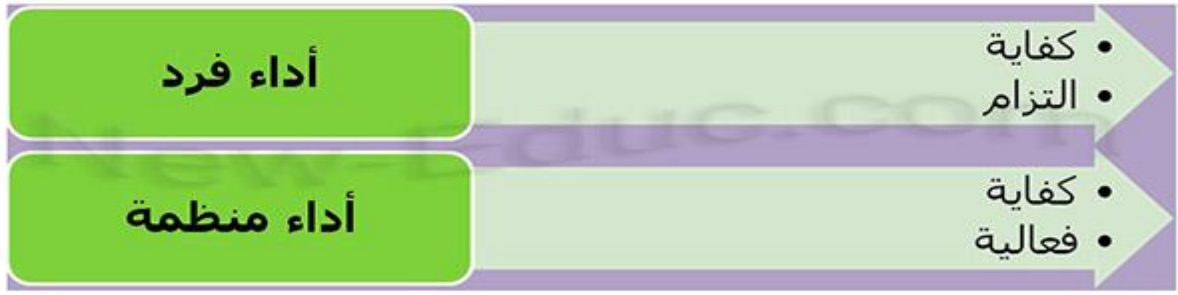 أداء فرد
• كفاية
• التزام
أداء منظمة
• كفاية
• فعالية
New-Educ.com